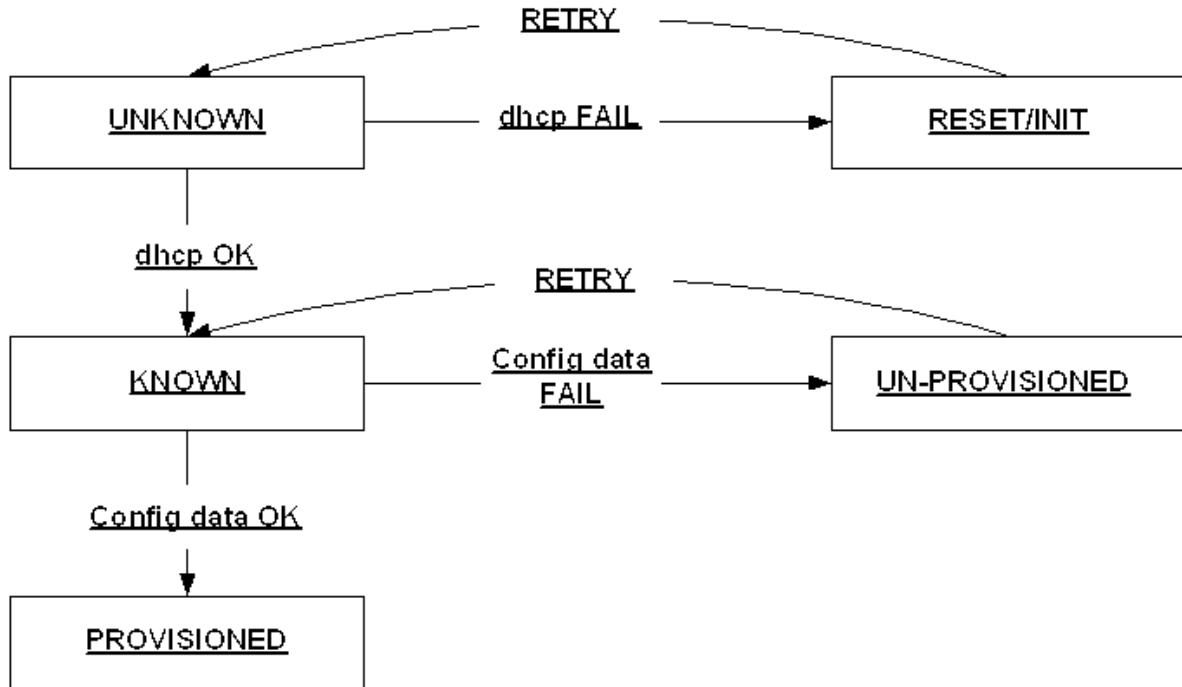 RETRY
UNKNOWN
dhcp FAIL
RESET/INIT
dhcp OK
RETRY
KNOWN
Config data
FAIL
UN-PROVISIONED
Config data OK
PROVISIONED